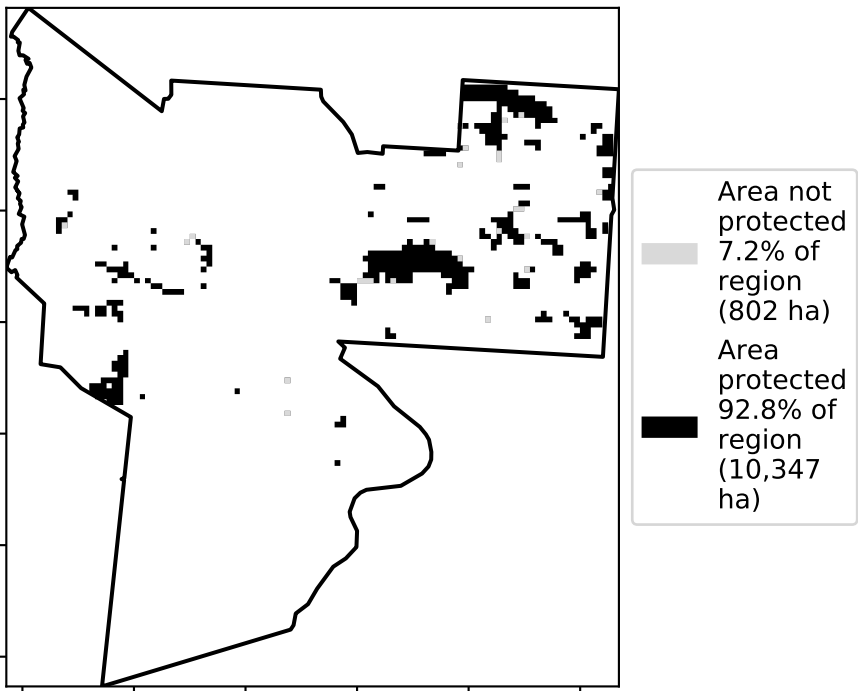 Area not
protected
7.2% of
region
(802 ha)
Area
protected
92.8% of
region
(10,347
ha)